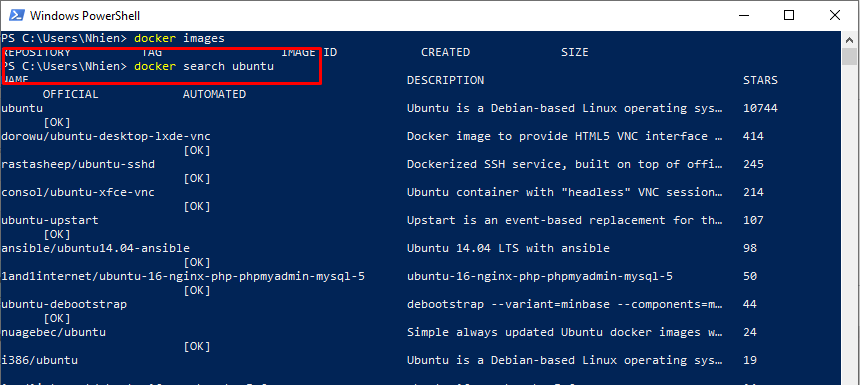 Windows PowerShell
PS C:\Users\Nhien> docker images
REPOSITORY TAG IMAGE ID CREATED SIZE
PS C:\Users\Nhien> docker search ubuntu
NAME DESCRIPTION STARS
OFFICIAL AUTOMATED
ubuntu Ubuntu is a Debian-based Linux operating sys… 10744
[OK]
dorowu/ubuntu-desktop-lxde-vnc Docker image to provide HTML5 VNC interface … 414
[OK]
rastasheep/ubuntu-sshd Dockerized SSH service, built on top of offi… 245
[OK]
consol/ubuntu-xfce-vnc Ubuntu container with "headless" VNC session… 214
[OK]
ubuntu-upstart Upstart is an event-based replacement for th… 107
[OK]
ansible/ubuntu14.04-ansible Ubuntu 14.04 LTS with ansible 98
[OK]
1and1internet/ubuntu-16-nginx-php-phpmyadmin-mysql-5 ubuntu-16-nginx-php-phpmyadmin-mysql-5 50
[OK]
ubuntu-debootstrap debootstrap --variant=minbase --components=m… 44
[OK]
nuagebec/ubuntu Simple always updated Ubuntu docker images w… 24
[OK]
i386/ubuntu Ubuntu is a Debian-based Linux operating sys… 19